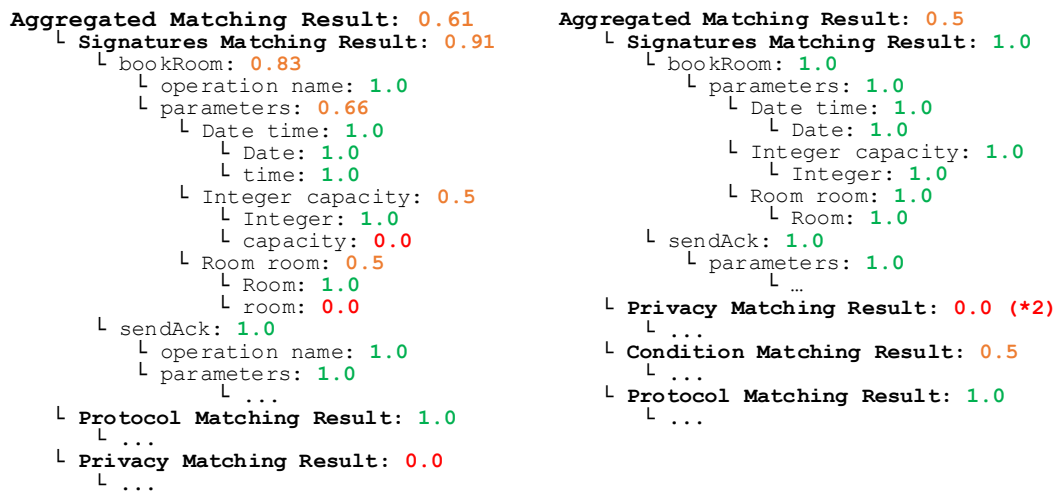 Aggregated Matching Result: 0.61
└ Signatures Matching Result: 0.91
└ bookRoom: 0.83
└ operation name: 1.0
└ parameters: 0.66
└ Date time: 1.0
└ Date: 1.0
└ time: 1.0
└ Integer capacity: 0.5
└ Integer: 1.0
└ capacity: 0.0
└ Room room: 0.5
└ Room: 1.0
└ room: 0.0
└ sendAck: 1.0
└ operation name: 1.0
└ parameters: 1.0
└ ...
└ Protocol Matching Result: 1.0
└ ...
└ Privacy Matching Result: 0.0
└ ...
Aggregated Matching Result: 0.5
└ Signatures Matching Result: 1.0
└ bookRoom: 1.0
└ parameters: 1.0
└ Date time: 1.0
└ Date: 1.0
└ Integer capacity: 1.0
└ Integer: 1.0
└ Room room: 1.0
└ Room: 1.0
└ sendAck: 1.0
└ parameters: 1.0
└ …
└ Privacy Matching Result: 0.0 (*2)
└ ...
└ Condition Matching Result: 0.5
└ ...
└ Protocol Matching Result: 1.0
└ ...